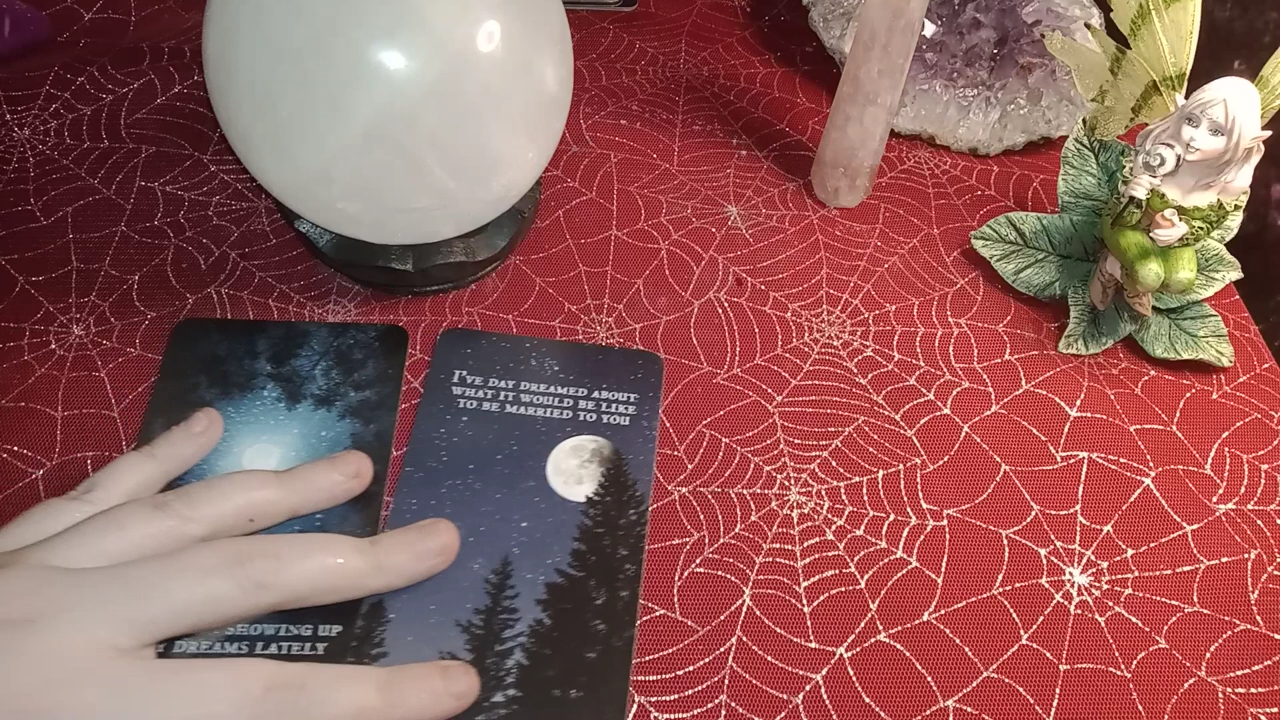 I'VE DAY DREAMED ABOUT
WHAT IT WOULD BE LIKE
TO BE MARRIED TO YOU
SHOWING UP
DREAMS LATELY